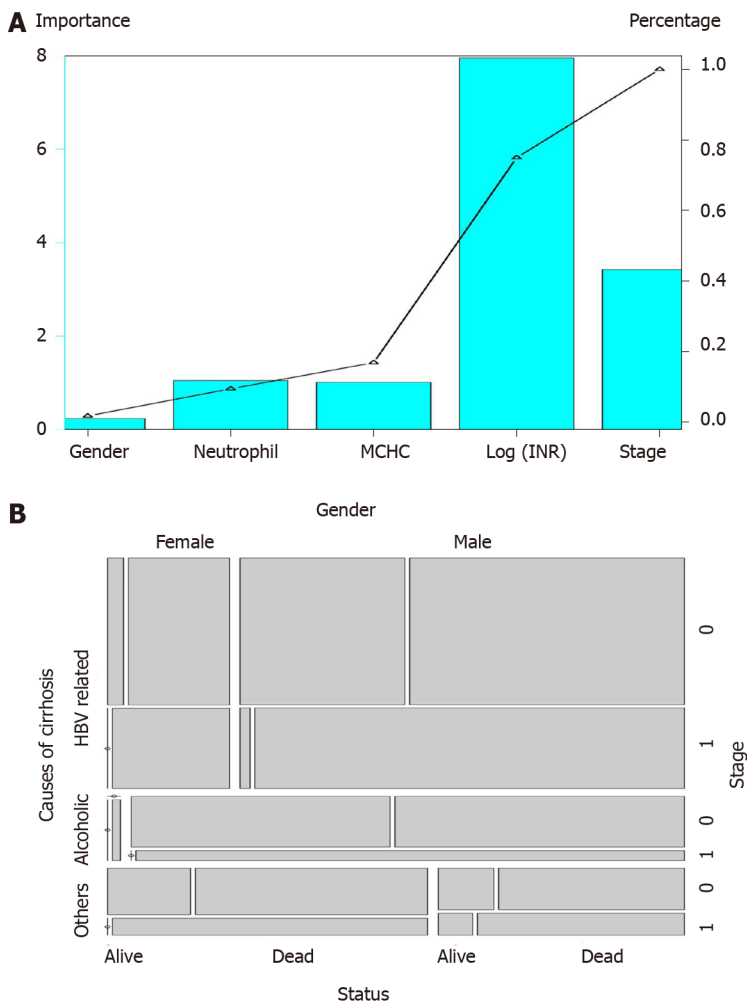 A Importance Percentage
8
6
4
2
0
1.0
0.8
0.6
0.4
0.2
0.0
Gender Neutrophil MCHC Log (INR) Stage
B
Gender
Female Male
Causes of cirrhosis
HBV related
Alcoholic
Others
0
1
0
1
0
1
Stage
Alive Dead Alive Dead
Status